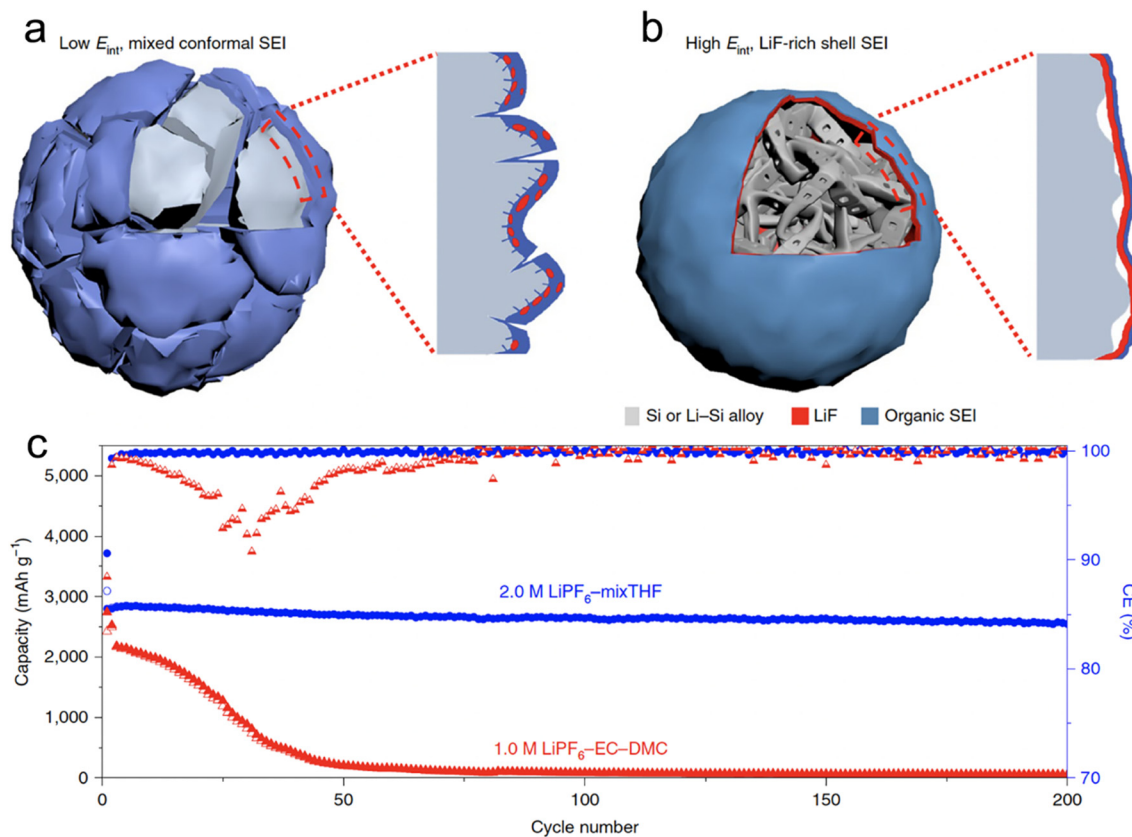 a
Low E_int, mixed conformal SEI
b
High E_int, LiF-rich shell SEI
Si or Li–Si alloy LiF Organic SEI
c
5,000
4,000
3,000
2,000
1,000
0
Capacity (mAh g⁻¹)
100
90
80
70
CE (%)
2.0 M LiPF₆–mixTHF
1.0 M LiPF₆–EC–DMC
0 50 100 150 200
Cycle number